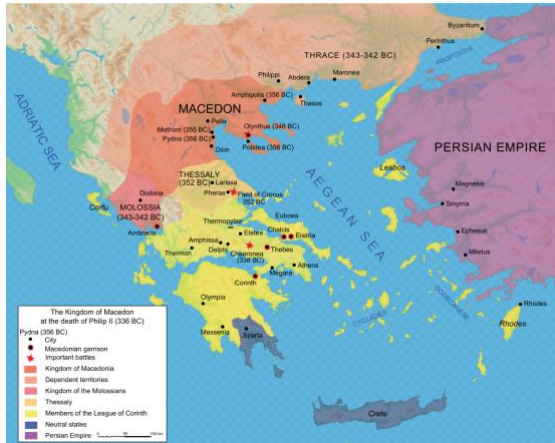 Byzantium
THRACE (343-342 BC)
Perinthus
PROPONTIS
Philippi
Abdera
Maronea
Amphipolis (356 BC)
MACEDON
Thasos
ADRIATIC SEA
Pella
Methoni (355 BC)
Olynthus (348 BC)
Pydna (356 BC)
Potidea (356 BC)
Dion
PERSIAN EMPIRE
THESSALY
(352 BC)
Lesbos
Larissa
AEGEAN SEA
Pherae
Field of Crocus
352 BC
Magnesia
Dodona
MOLOSSIA
(343-342 BC)
Corfu
Smyrna
Ambracia
Thermopylae
Euboea
Elatea
Chalcis
Eretria
Ephesus
Amphissa
Thebes
Thermon
Delphi
Chaeronea
(338 BC)
Miletus
Athens
Megara
Corinth
DODECANESE
Olympia
CYCLADES
Rhodes
Rhodes
Messenia
Sparta
Crete
The Kingdom of Macedon
at the death of Philip II (336 BC)
Pydna (356 BC)
City
Macedonian garrison
Important battles
Kingdom of Macedonia
Dependent territories
Kingdom of the Molossians
Thessaly
Members of the League of Corinth
Neutral states
Persian Empire